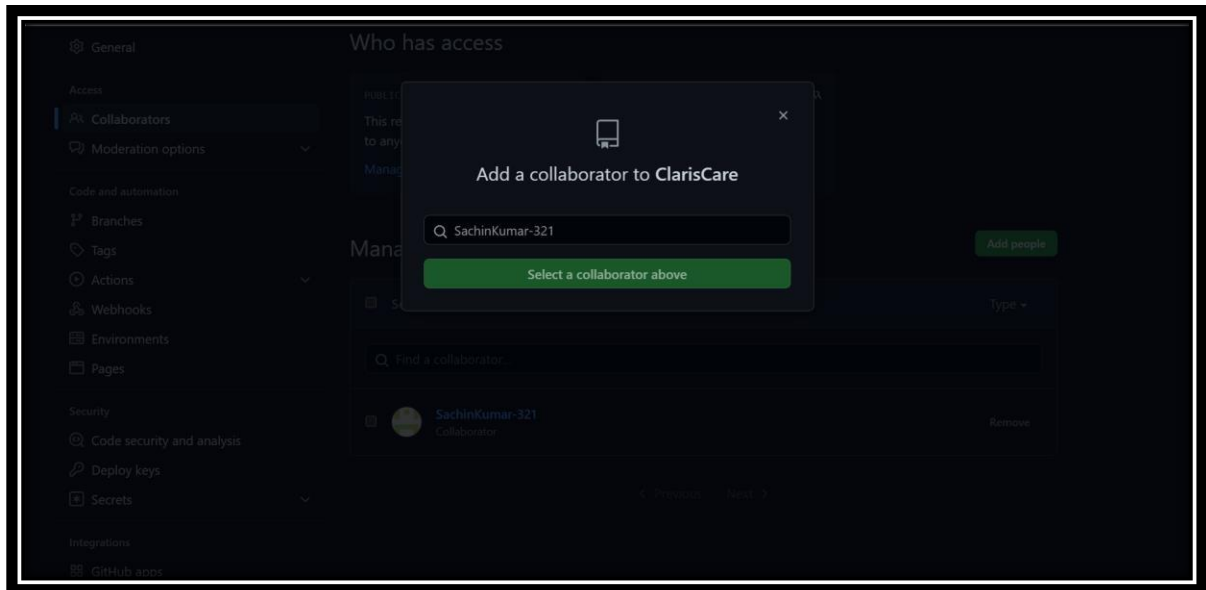 General
Who has access
Access
PUBLIC
Collaborators
This re
Moderation options
to any
Manag
Add a collaborator to ClarisCare
Code and automation
Branches
SachinKumar-321
Tags
Mana
Add people
Select a collaborator above
Actions
Webhooks
Type
Environments
Find a collaborator...
Pages
Security
SachinKumar-321
Remove
Collaborator
Code security and analysis
Deploy keys
Secrets
Previous Next
Integrations
GitHub apps